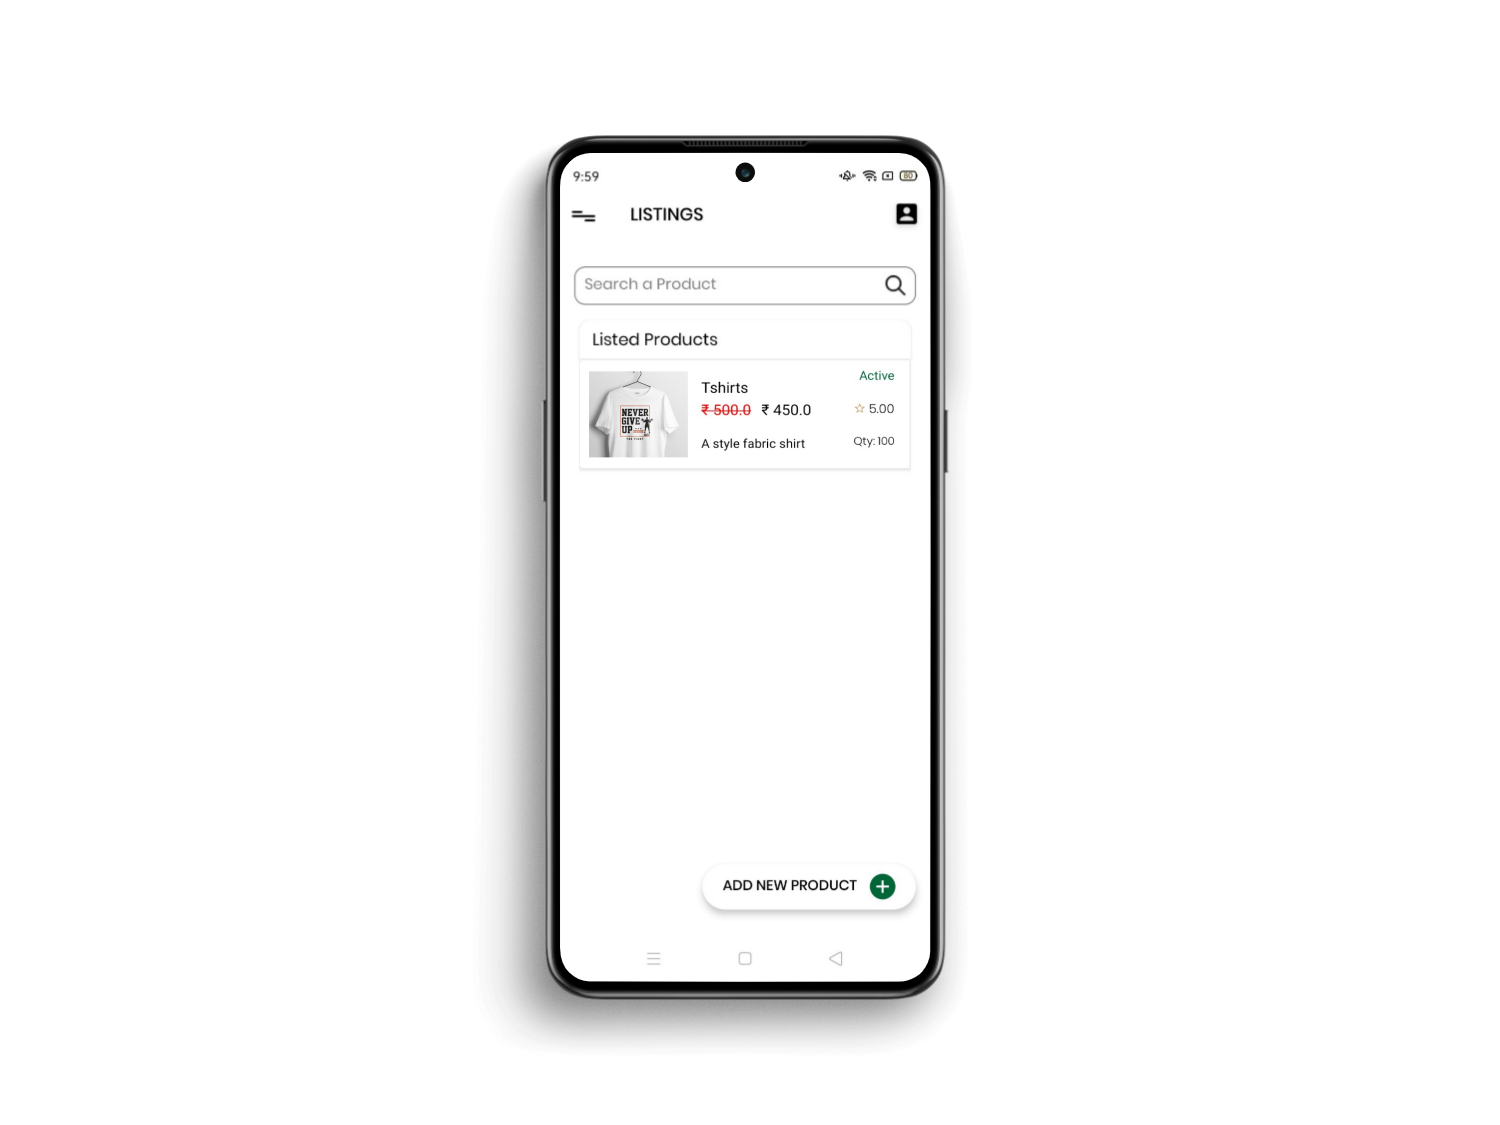 9:59
80
LISTINGS
Search a Product
Listed Products
Active
Tshirts
₹ 500.0 ₹ 450.0
5.00
A style fabric shirt
Qty: 100
NEVER
GIVE
UP
ADD NEW PRODUCT